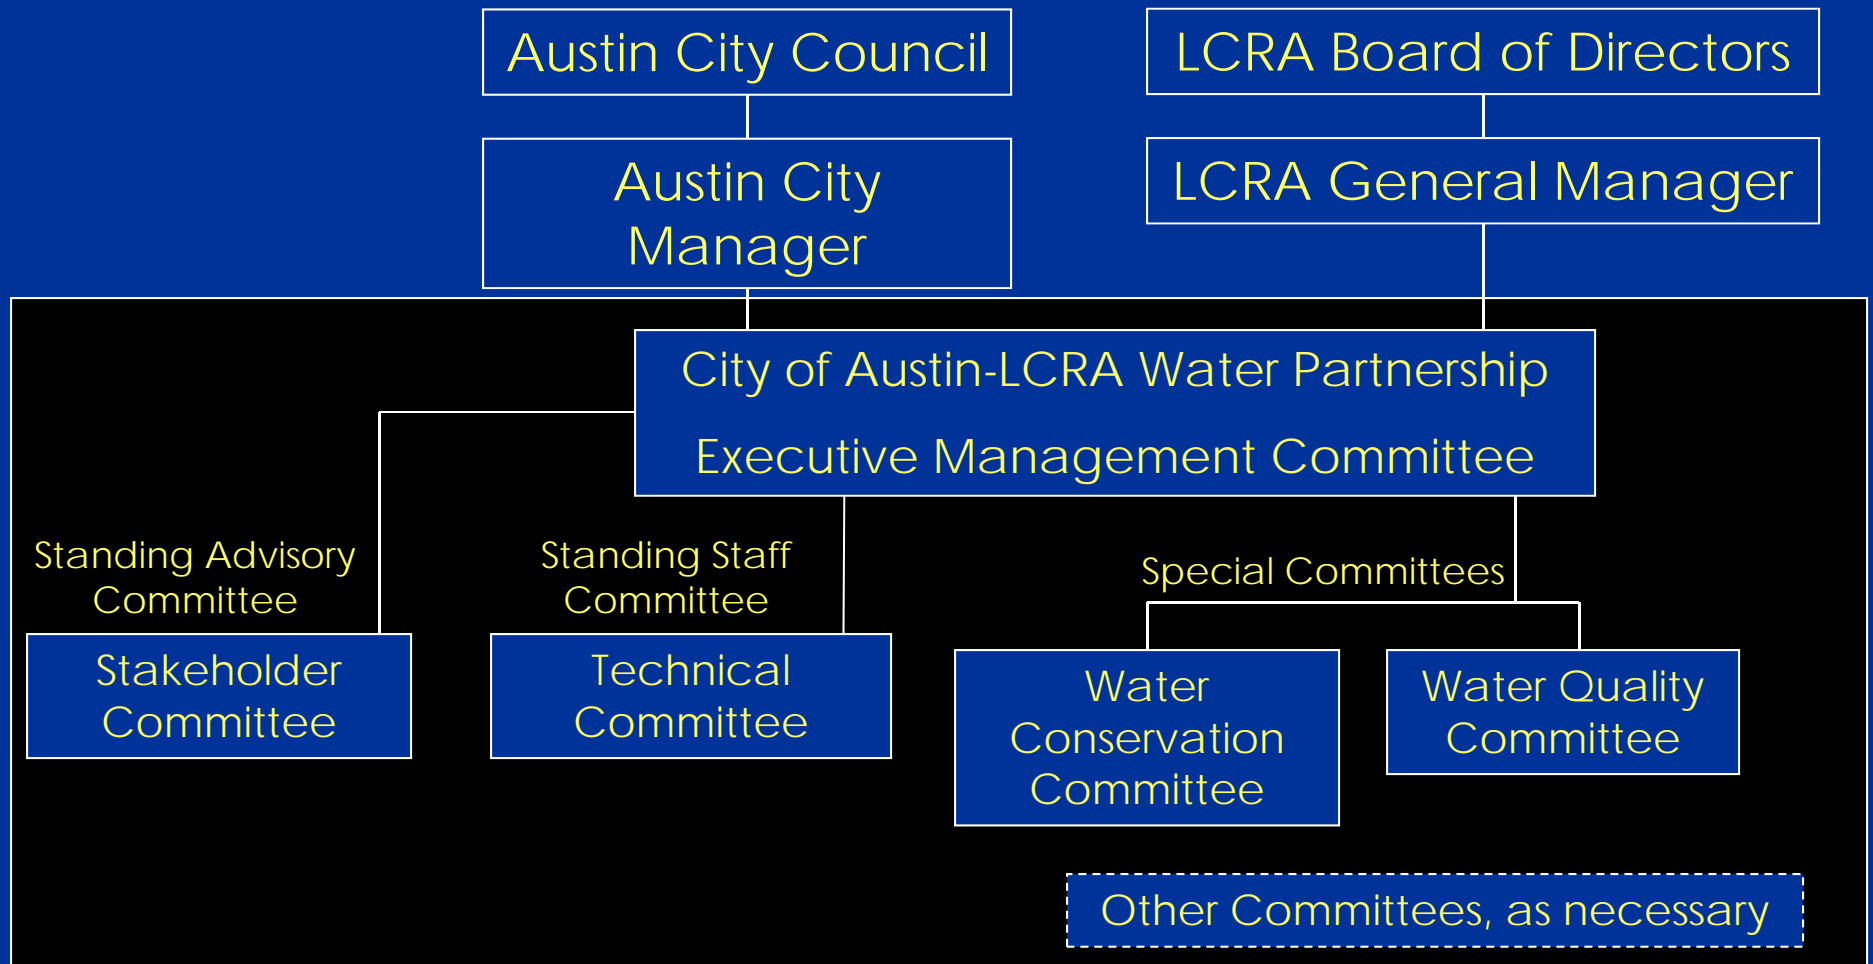 Austin City Council
LCRA Board of Directors
Austin City
Manager
LCRA General Manager
City of Austin-LCRA Water Partnership
Executive Management Committee
Standing Advisory
Committee
Stakeholder
Committee
Standing Staff
Committee
Technical
Committee
Special Committees
Water
Conservation
Committee
Water Quality
Committee
Other Committees, as necessary